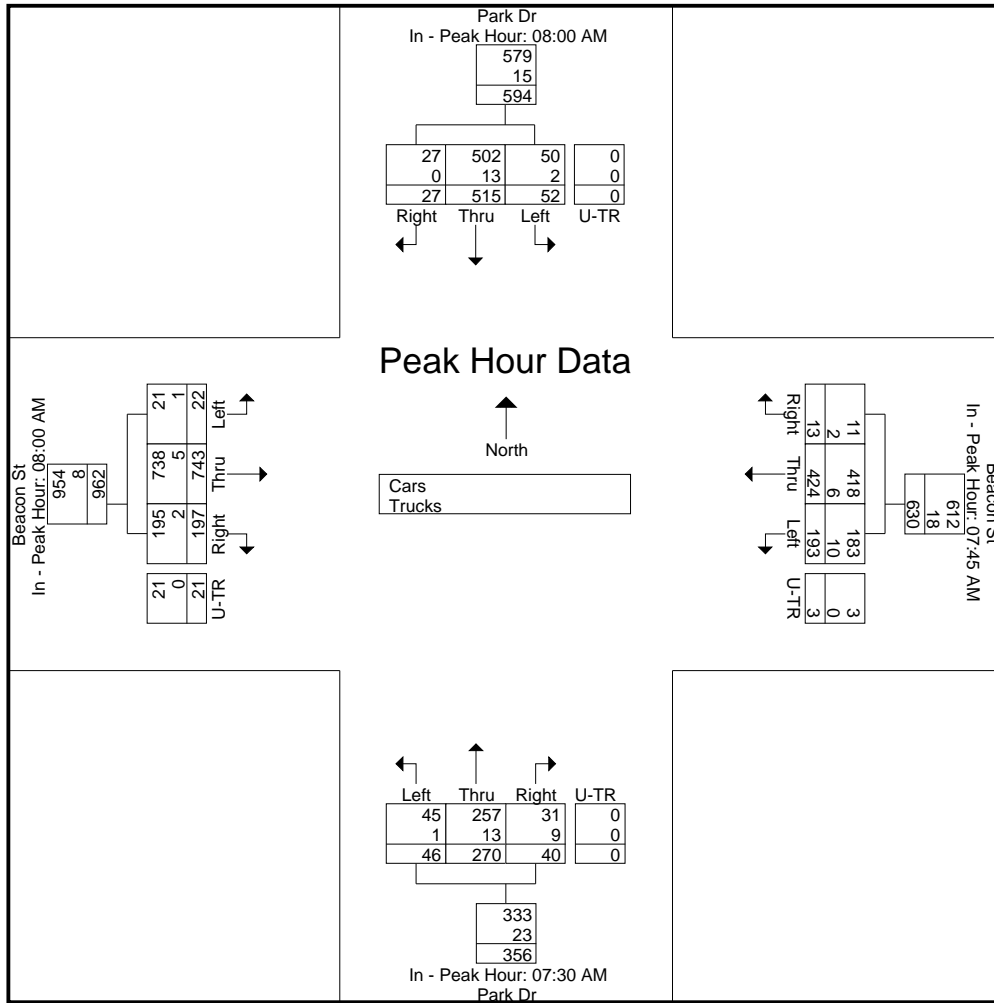 Park Dr
In - Peak Hour: 08:00 AM
579
15
594
27 502 50 0
0 13 2 0
27 515 52 0
Right Thru Left U-TR
Peak Hour Data
North
Cars
Trucks
Beacon St
In - Peak Hour: 08:00 AM
954
8
962
21 738 195 21
1 5 2 0
22 743 197 21
Left Thru Right U-TR
Beacon St
In - Peak Hour: 07:45 AM
612
18
630
11 418 183 3
2 6 10 0
13 424 193 3
Right Thru Left U-TR
Left Thru Right U-TR
45 257 31 0
1 13 9 0
46 270 40 0
333
23
356
In - Peak Hour: 07:30 AM
Park Dr